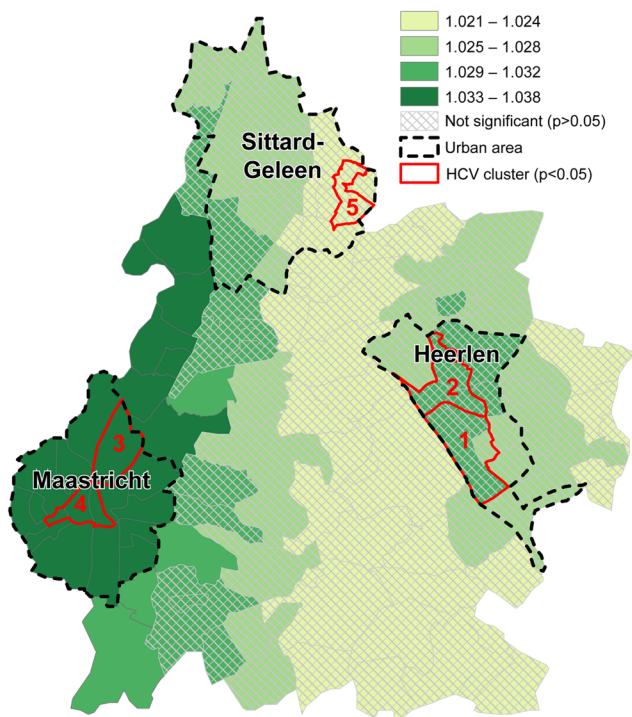 1.021 – 1.024
1.025 – 1.028
1.029 – 1.032
1.033 – 1.038
Not significant (p>0.05)
Urban area
HCV cluster (p<0.05)
Sittard-
Geleen
5
Heerlen
2
1
3
Maastricht
4